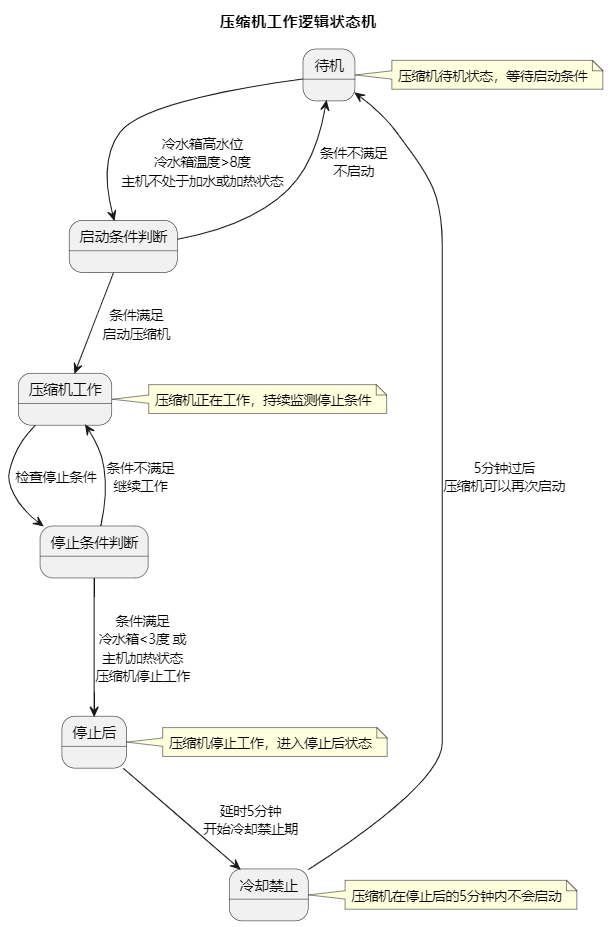 压缩机工作逻辑状态机
待机
压缩机待机状态，等待启动条件
冷水箱高水位
冷水箱温度>8度
主机不处于加水或加热状态
条件不满足
不启动
启动条件判断
条件满足
启动压缩机
压缩机工作
压缩机正在工作，持续监测停止条件
检查停止条件
条件不满足
继续工作
5分钟过后
压缩机可以再次启动
停止条件判断
条件满足
冷水箱<3度 或
主机加热状态
压缩机停止工作
停止后
压缩机停止工作，进入停止后状态
延时5分钟
开始冷却禁止期
冷却禁止
压缩机在停止后的5分钟内不会启动